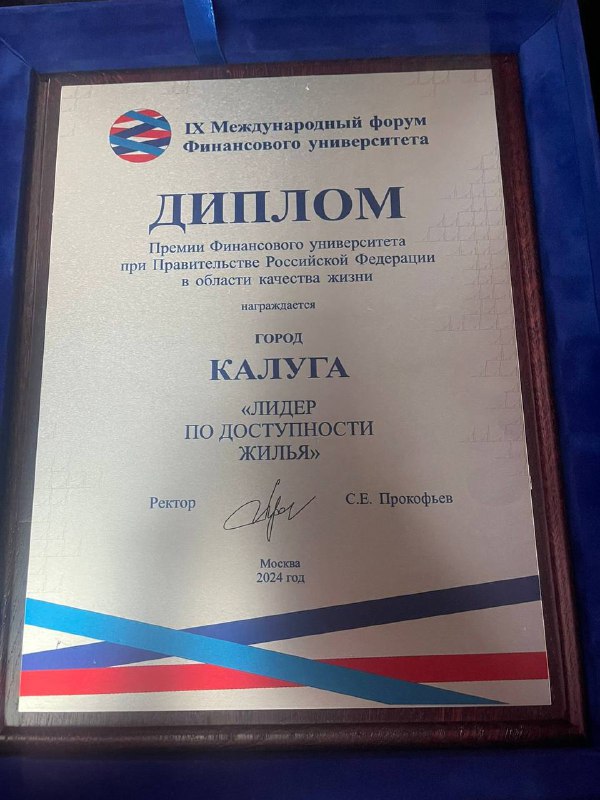 IX Международный форум
Финансового университета
ДИПЛОМ
Премии Финансового университета
при Правительстве Российской Федерации
в области качества жизни
награждается
ГОРОД
КАЛУГА
«ЛИДЕР
ПО ДОСТУПНОСТИ
ЖИЛЬЯ»
Ректор С.Е. Прокофьев
Москва
2024 год